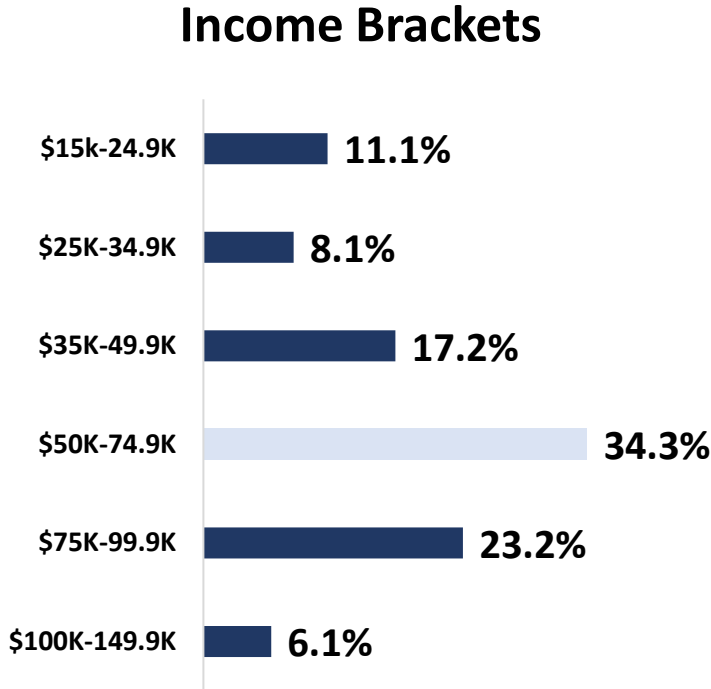 Income Brackets
$15k-24.9K 11.1%
$25K-34.9K 8.1%
$35K-49.9K 17.2%
$50K-74.9K 34.3%
$75K-99.9K 23.2%
$100K-149.9K 6.1%